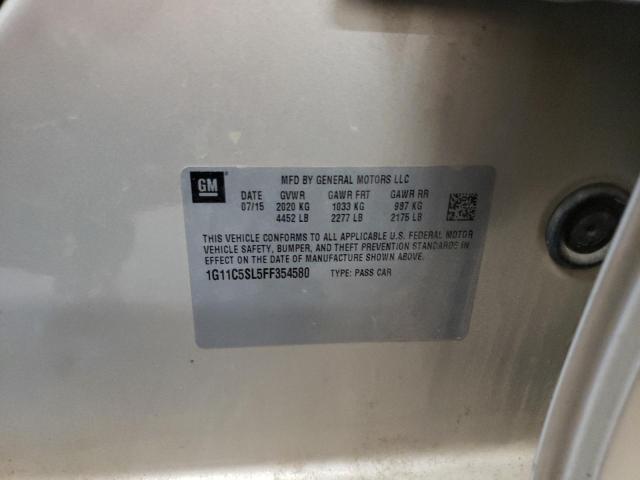 GM
MFD BY GENERAL MOTORS LLC
DATE GVWR GAWR FRT GAWR RR
07/15 2020 KG 1033 KG 987 KG
4452 LB 2277 LB 2175 LB
THIS VEHICLE CONFORMS TO ALL APPLICABLE U.S. FEDERAL MOTOR
VEHICLE SAFETY, BUMPER, AND THEFT PREVENTION STANDARDS IN
EFFECT ON THE DATE OF MANUFACTURE SHOWN ABOVE.
1G11C5SL5FF354580 TYPE: PASS CAR